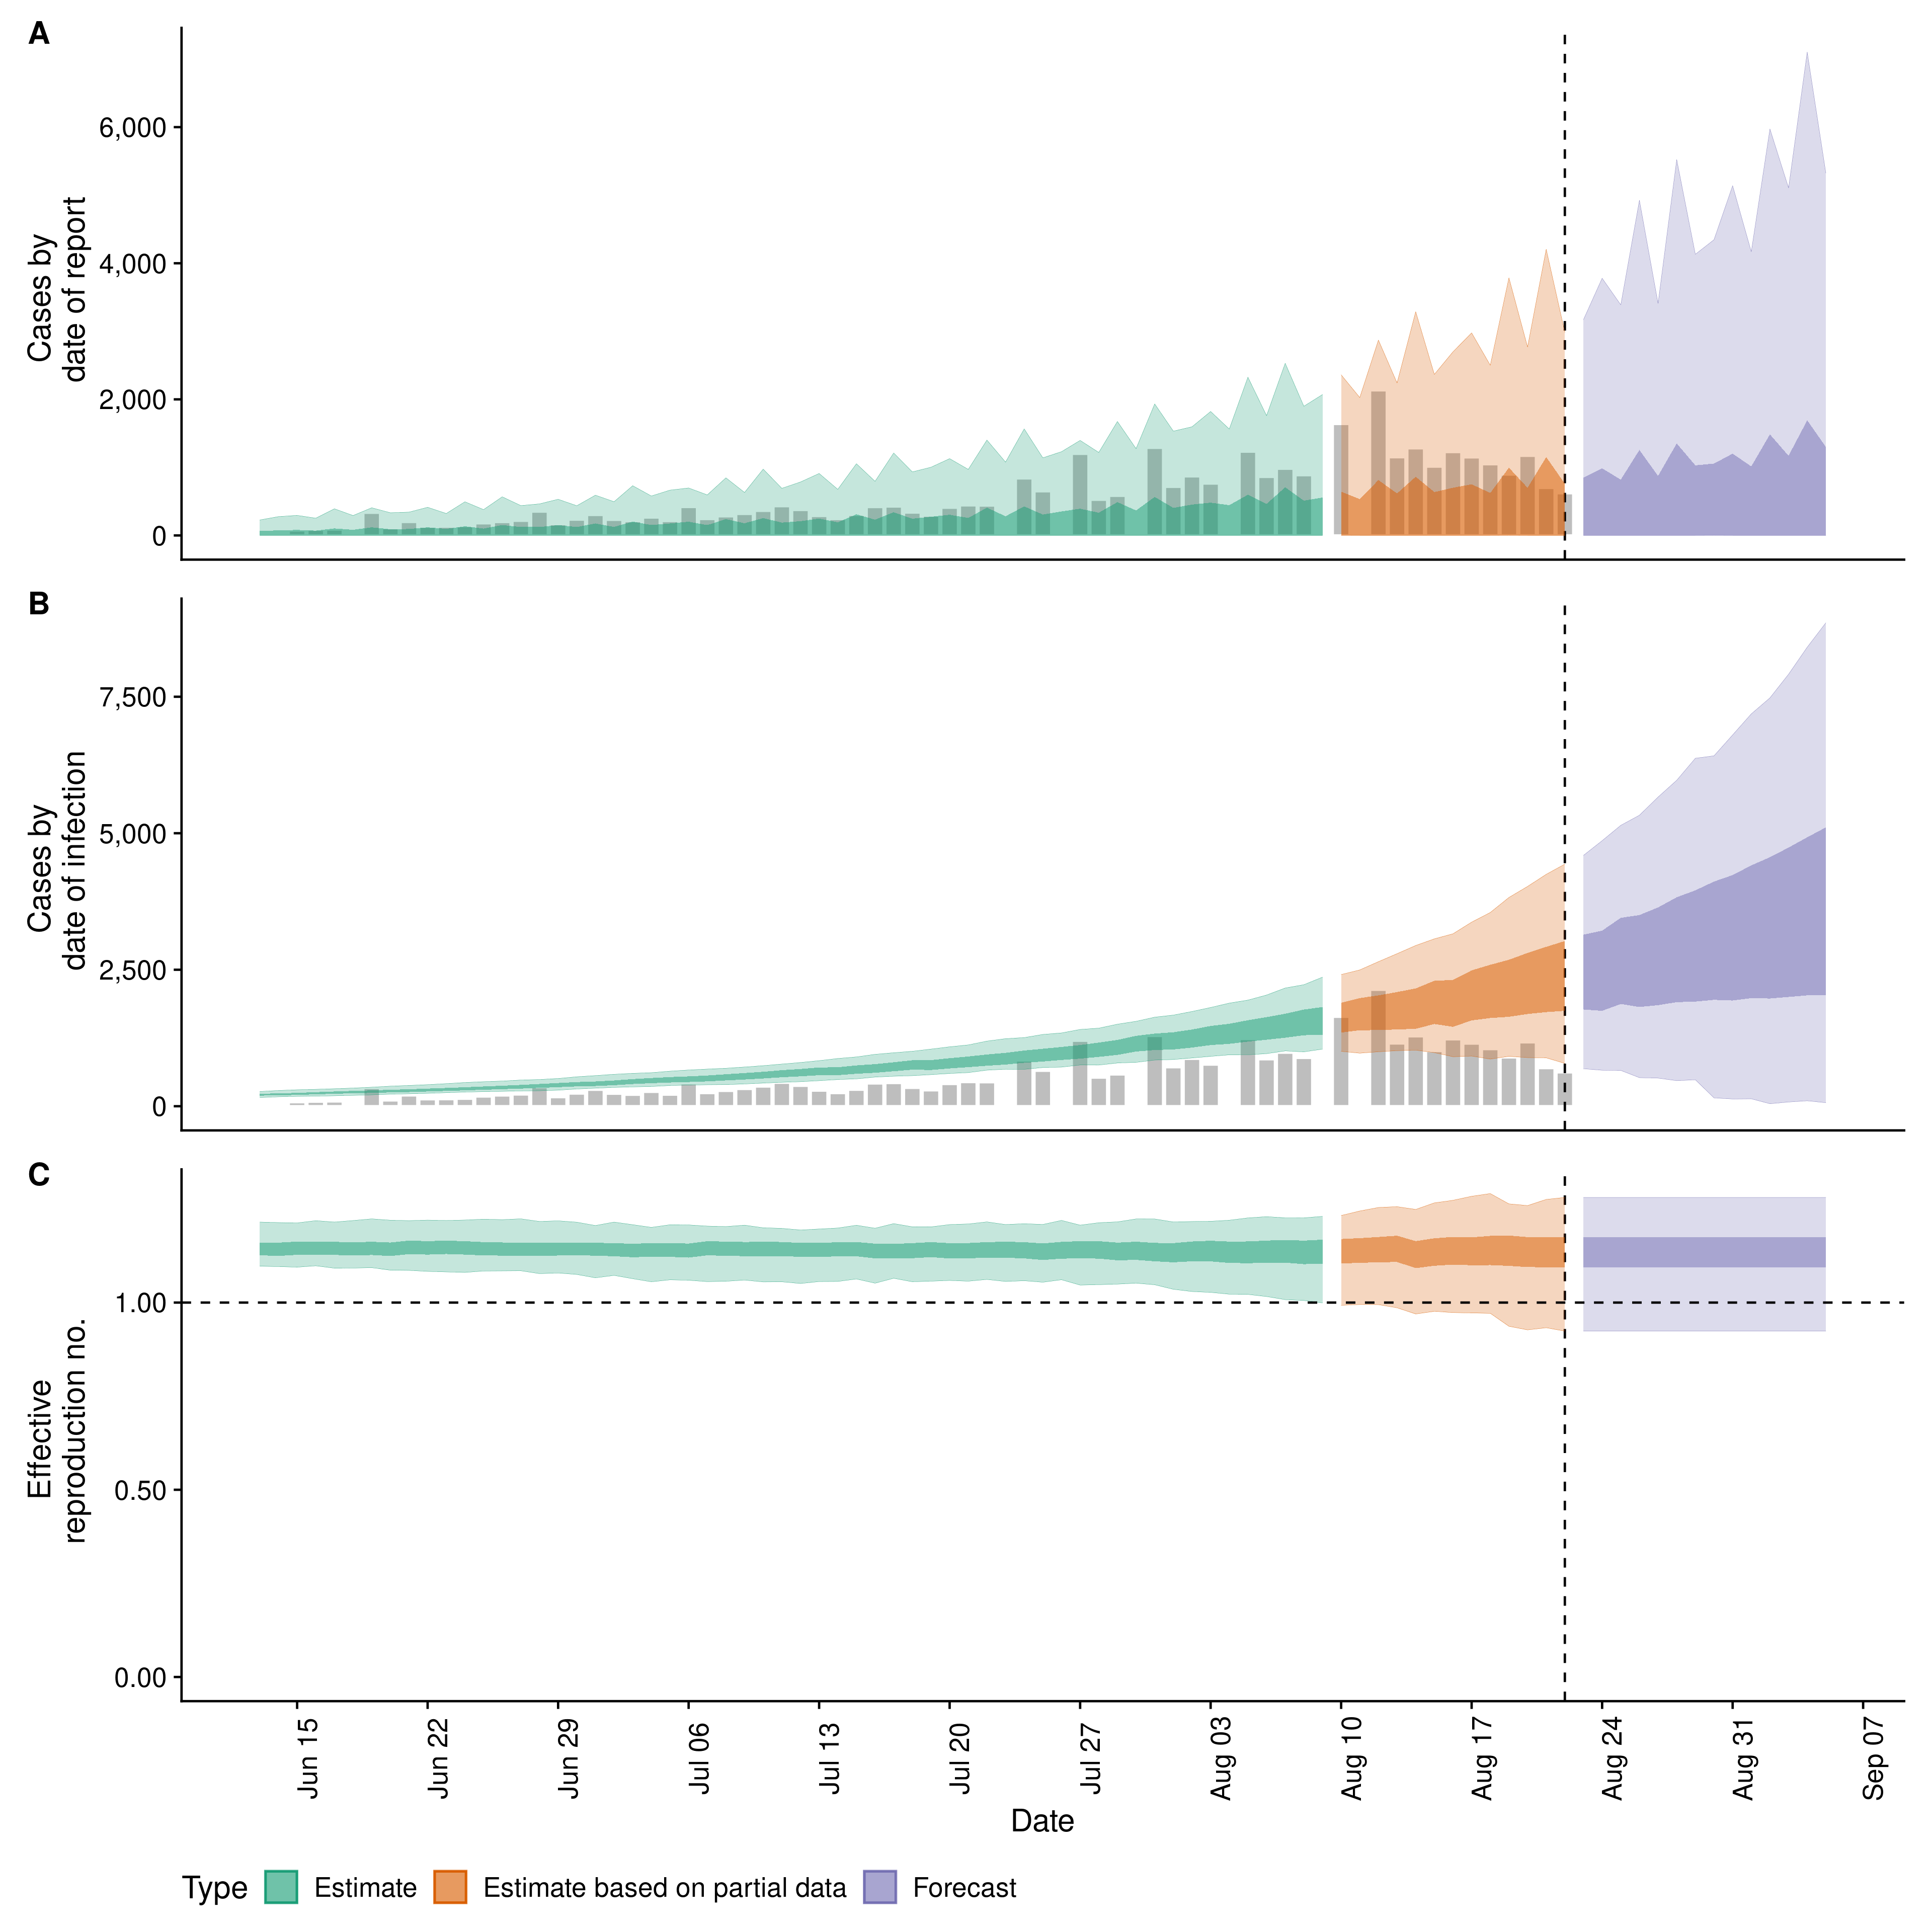 A
Cases by
date of report
6,000
4,000
2,000
0
B
Cases by
date of infection
7,500
5,000
2,500
0
C
Effective
reproduction no.
1.00
0.50
0.00
Jun 15
Jun 22
Jun 29
Jul 06
Jul 13
Jul 20
Jul 27
Aug 03
Aug 10
Aug 17
Aug 24
Aug 31
Sep 07
Date
Type Estimate Estimate based on partial data Forecast